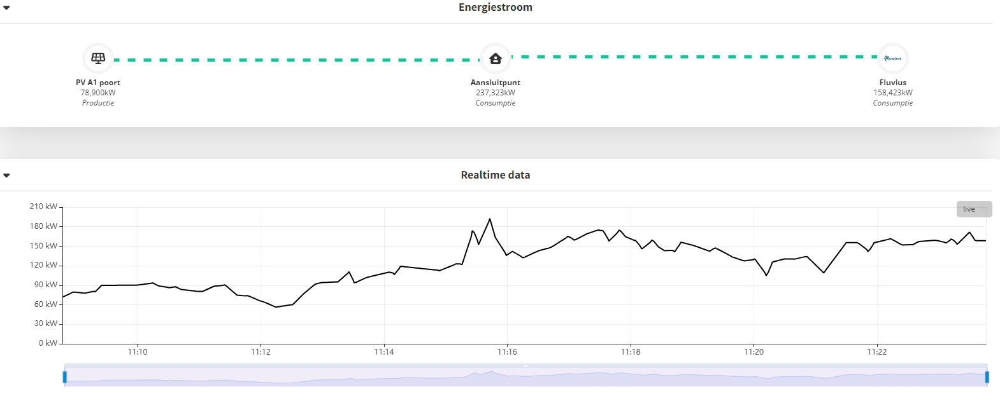 Energiestroom
fluvius.
PV A1 poort
Aansluitpunt
Fluvius
78,900kW
237,323kW
158,423kW
Productie
Consumptie
Consumptie
Realtime data
live
210 kW
180 kW
150 kW
120 kW
90 kW
60 kW
30 kW
0 kW
11:10
11:12
11:14
11:16
11:18
11:20
11:22